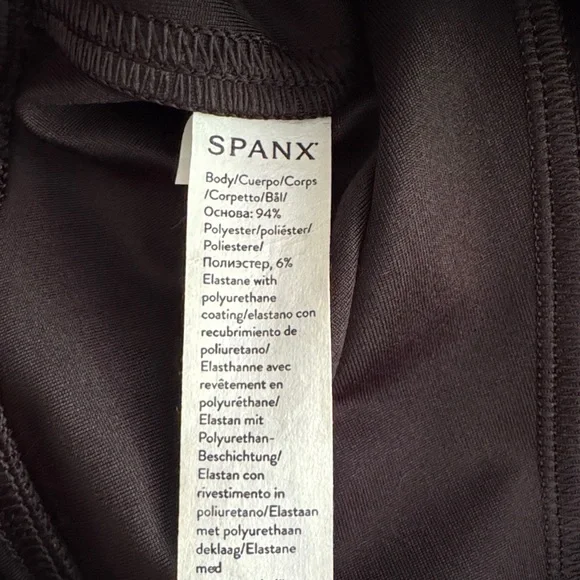 SPANX
Body/Cuerpo/Corps
/Corpetto/Bål/
Основа: 94%
Polyester/poliéster/
Poliestere/
Полиэстер, 6%
Elastane with
polyurethane
coating/elastano con
recubrimiento de
poliuretano/
Elasthanne avec
revêtement en
polyuréthane/
Elastan mit
Polyurethan-
Beschichtung/
Elastan con
rivestimento in
poliuretano/Elastaan
met polyurethaan
deklaag/Elastane
med